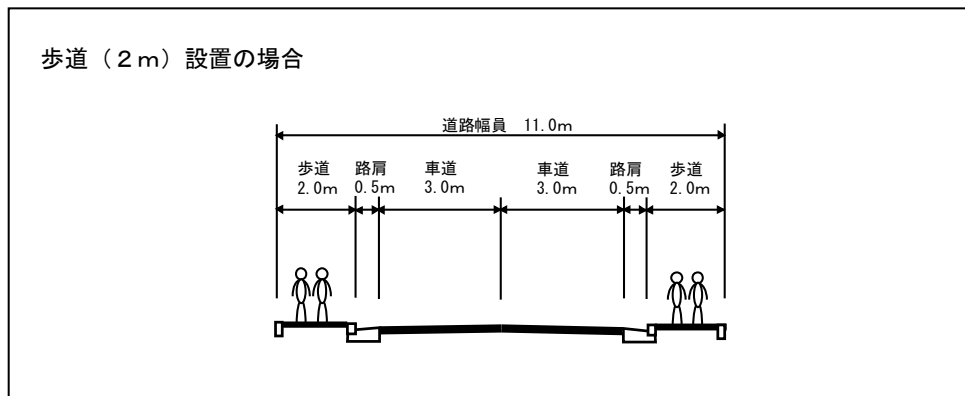 歩道（２ｍ）設置の場合
道路幅員　11.0ｍ
歩道 路肩 車道 車道 路肩 歩道
2.0ｍ 0.5ｍ 3.0ｍ 3.0ｍ 0.5ｍ 2.0ｍ